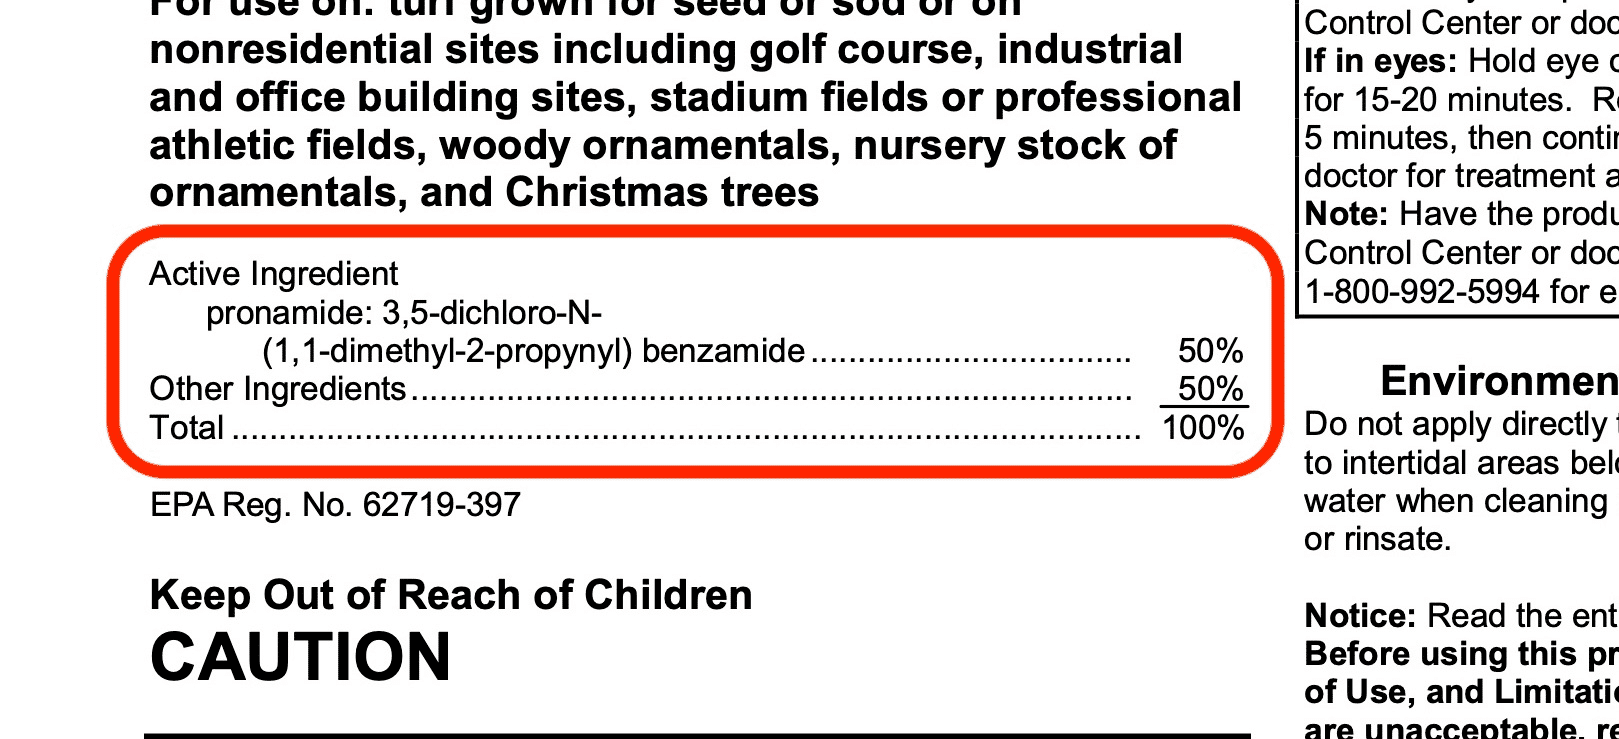 For use on: turf grown for seed or sod or on
nonresidential sites including golf course, industrial
and office building sites, stadium fields or professional
athletic fields, woody ornamentals, nursery stock of
ornamentals, and Christmas trees
Active Ingredient
pronamide: 3,5-dichloro-N-
(1,1-dimethyl-2-propynyl) benzamide.................................. 50%
Other Ingredients............................................................................ 50%
Total ............................................................................................... 100%
EPA Reg. No. 62719-397
Keep Out of Reach of Children
CAUTION
Control Center or doc
If in eyes: Hold eye
for 15-20 minutes.
5 minutes, then contin
doctor for treatment
Note: Have the produ
Control Center or doc
1-800-992-5994 for e
Environmen
Do not apply directly
to intertidal areas belo
water when cleaning
or rinsate.
Notice: Read the ent
Before using this pr
of Use, and Limitati
are unacceptable, re